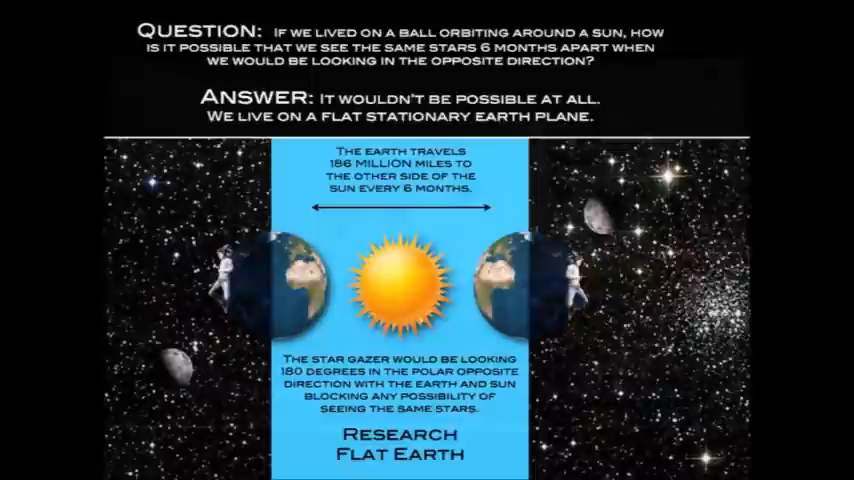 QUESTION: IF WE LIVED ON A BALL ORBITING AROUND A SUN, HOW
IS IT POSSIBLE THAT WE SEE THE SAME STARS 6 MONTHS APART WHEN
WE WOULD BE LOOKING IN THE OPPOSITE DIRECTION?
ANSWER: IT WOULDN'T BE POSSIBLE AT ALL.
WE LIVE ON A FLAT STATIONARY EARTH PLANE.
THE EARTH TRAVELS
186 MILLION MILES TO
THE OTHER SIDE OF THE
SUN EVERY 6 MONTHS.
THE STAR GAZER WOULD BE LOOKING
180 DEGREES IN THE POLAR OPPOSITE
DIRECTION WITH THE EARTH AND SUN
BLOCKING ANY POSSIBILITY OF
SEEING THE SAME STARS.
RESEARCH
FLAT EARTH